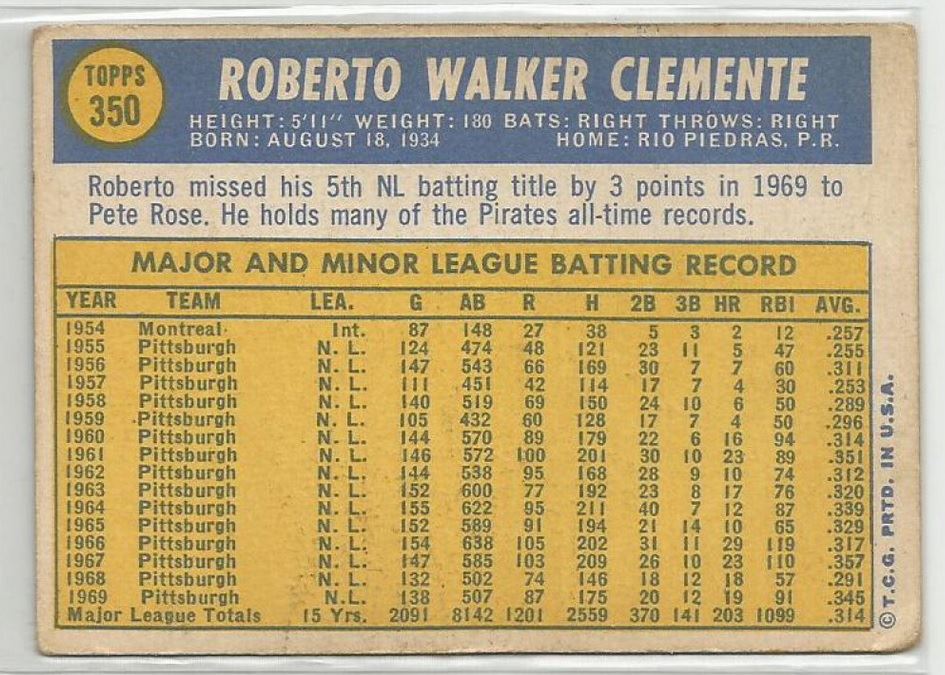 TOPPS
350
ROBERTO WALKER CLEMENTE
HEIGHT: 5'11" WEIGHT: 180 BATS: RIGHT THROWS: RIGHT
BORN: AUGUST 18, 1934 HOME: RIO PIEDRAS, P.R.
Roberto missed his 5th NL batting title by 3 points in 1969 to
Pete Rose. He holds many of the Pirates all-time records.
MAJOR AND MINOR LEAGUE BATTING RECORD
YEAR TEAM LEA. G AB R H 2B 3B HR RBI AVG.
1954 Montreal Int. 87 148 27 38 5 3 2 12 .257
1955 Pittsburgh N. L. 124 474 48 121 23 11 5 47 .255
1956 Pittsburgh N. L. 147 543 66 169 30 7 7 60 .311
1957 Pittsburgh N. L. 111 451 42 114 17 7 4 30 .253
1958 Pittsburgh N. L. 140 519 69 150 24 10 6 50 .289
1959 Pittsburgh N. L. 105 432 60 128 17 7 4 50 .296
1960 Pittsburgh N. L. 144 570 89 179 22 6 16 94 .314
1961 Pittsburgh N. L. 146 572 100 201 30 10 23 89 .351
1962 Pittsburgh N. L. 144 538 95 168 28 9 10 74 .312
1963 Pittsburgh N. L. 152 600 77 192 23 8 17 76 .320
1964 Pittsburgh N. L. 155 622 95 211 40 7 12 87 .339
1965 Pittsburgh N. L. 152 589 91 194 21 14 10 65 .329
1966 Pittsburgh N. L. 154 638 105 202 31 11 29 119 .317
1967 Pittsburgh N. L. 147 585 103 209 26 10 23 110 .357
1968 Pittsburgh N. L. 132 502 74 146 18 12 18 57 .291
1969 Pittsburgh N.L. 138 507 87 175 20 12 19 91 .345
Major League Totals 15 Yrs. 2091 8142 1201 2559 370 141 203 1099 .314
©T.C.G. PRTD. IN U.S.A.